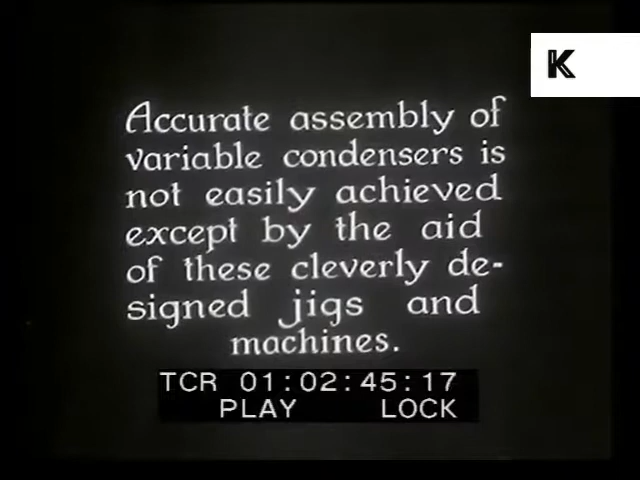 K
Accurate assembly of
variable condensers is
not easily achieved
except by the aid
of these cleverly de-
signed jigs and
machines.
TCR 01:02:45:17
PLAY LOCK